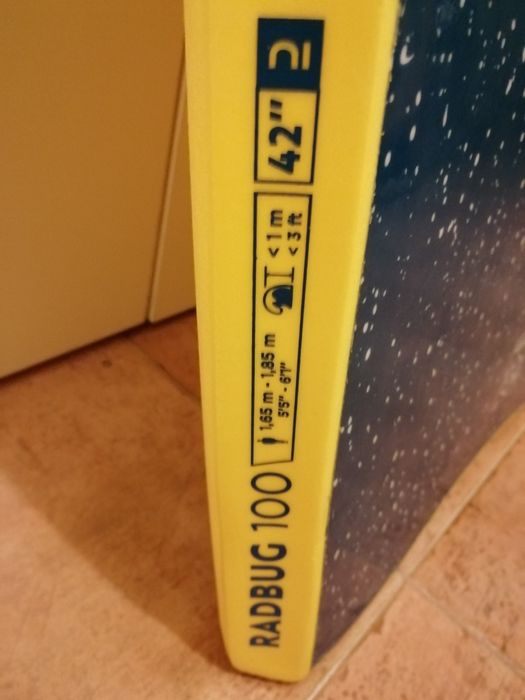 RADBUG 100
1,65 m - 1,85 m
5'5" - 6'1"
< 1 m
< 3 ft
42"